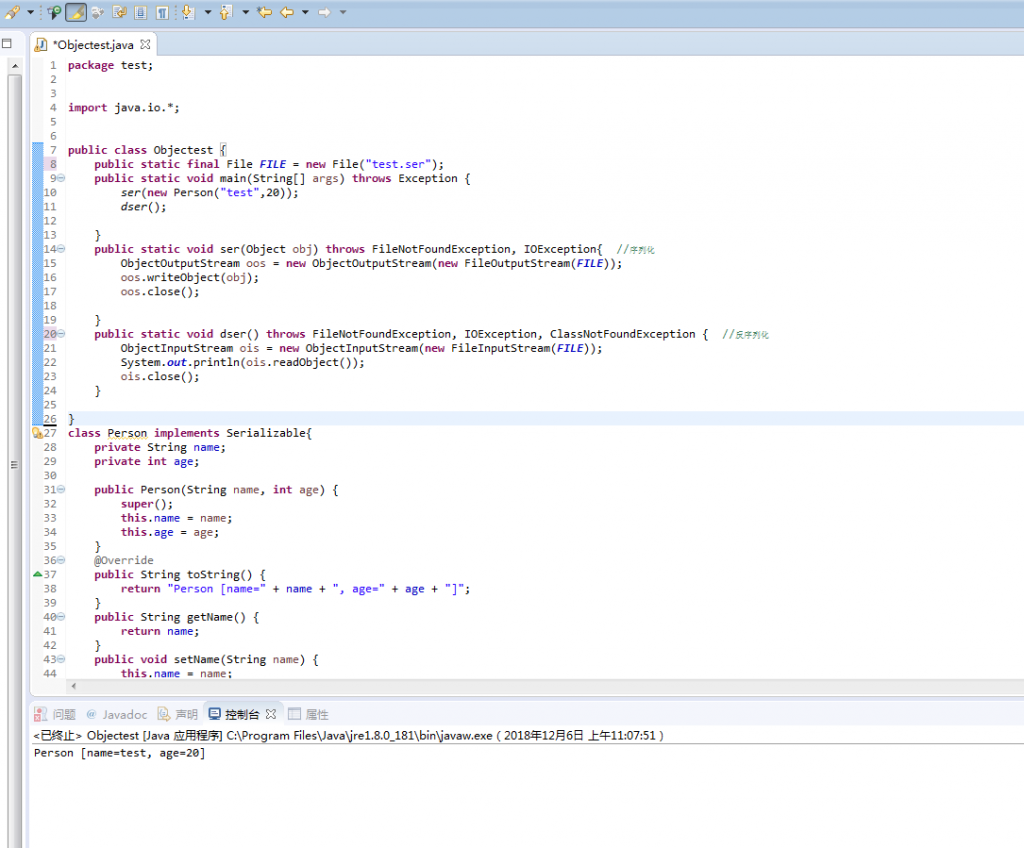 *Objectest.java
1 package test;
2
3
4 import java.io.*;
5
6
7 public class Objectest {
8 public static final File FILE = new File("test.ser");
9 public static void main(String[] args) throws Exception {
10 ser(new Person("test",20));
11 dser();
12
13 }
14 public static void ser(Object obj) throws FileNotFoundException, IOException{ //序列化
15 ObjectOutputStream oos = new ObjectOutputStream(new FileOutputStream(FILE));
16 oos.writeObject(obj);
17 oos.close();
18
19 }
20 public static void dser() throws FileNotFoundException, IOException, ClassNotFoundException { //反序列化
21 ObjectInputStream ois = new ObjectInputStream(new FileInputStream(FILE));
22 System.out.println(ois.readObject());
23 ois.close();
24 }
25
26 }
27 class Person implements Serializable{
28 private String name;
29 private int age;
30
31 public Person(String name, int age) {
32 super();
33 this.name = name;
34 this.age = age;
35 }
36 @Override
37 public String toString() {
38 return "Person [name=" + name + ", age=" + age + "]";
39 }
40 public String getName() {
41 return name;
42 }
43 public void setName(String name) {
44 this.name = name;
问题 @ Javadoc 声明 控制台 属性
<已终止> Objectest [Java 应用程序] C:\Program Files\Java\jre1.8.0_181\bin\javaw.exe ( 2018年12月6日 上午11:07:51 )
Person [name=test, age=20]